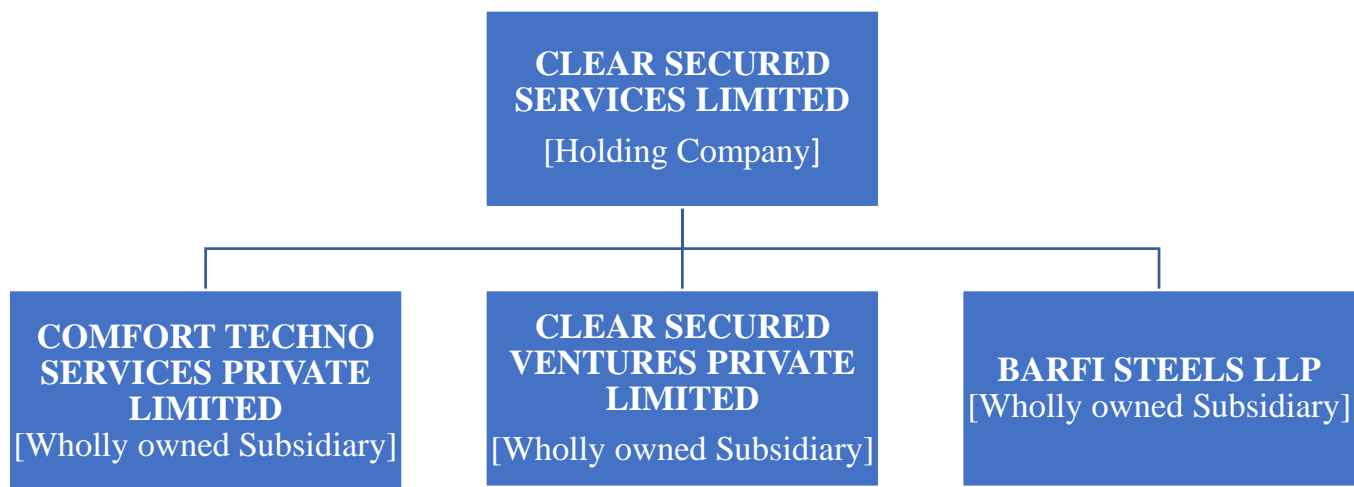 CLEAR SECURED
SERVICES LIMITED
[Holding Company]
COMFORT TECHNO
SERVICES PRIVATE
LIMITED
[Wholly owned Subsidiary]
CLEAR SECURED
VENTURES PRIVATE
LIMITED
[Wholly owned Subsidiary]
BARFI STEELS LLP
[Wholly owned Subsidiary]